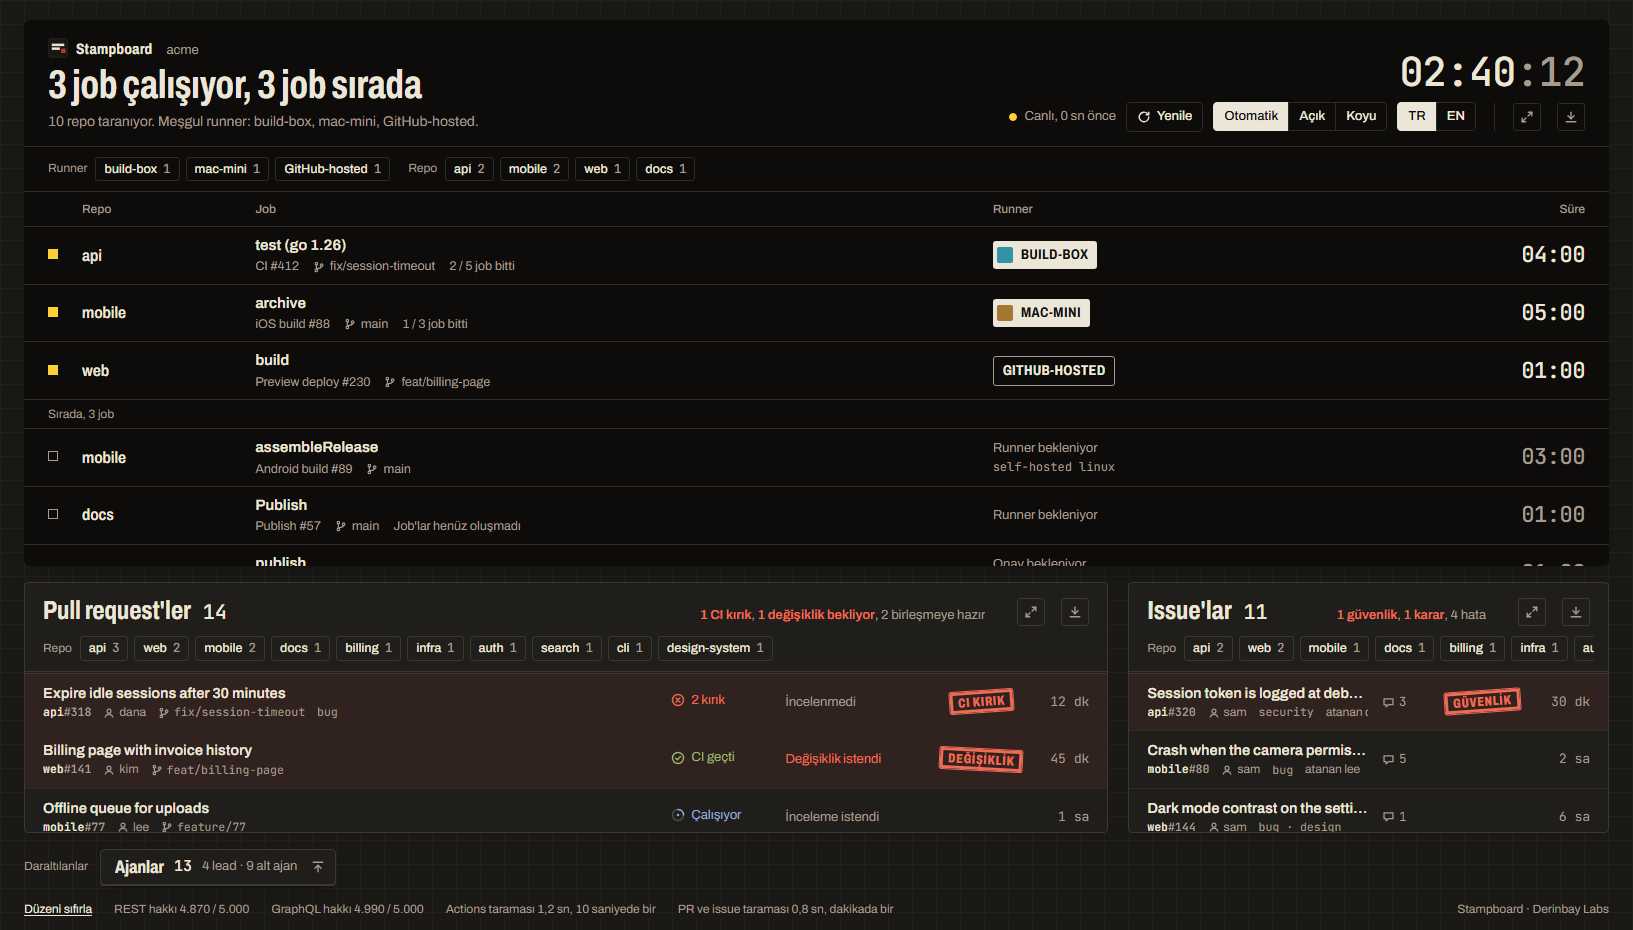 Stampboard acme
3 job çalışıyor, 3 job sırada
10 repo taranıyor. Meşgul runner: build-box, mac-mini, GitHub-hosted.
02:40:12
Canlı, 0 sn önce Yenile Otomatik Açık Koyu TR EN
Runner build-box 1 mac-mini 1 GitHub-hosted 1 Repo api 2 mobile 2 web 1 docs 1
Repo Job Runner Süre
api test (go 1.26) BUILD-BOX 04:00
CI #412 fix/session-timeout 2 / 5 job bitti
mobile archive MAC-MINI 05:00
iOS build #88 main 1 / 3 job bitti
web build GITHUB-HOSTED 01:00
Preview deploy #230 feat/billing-page
Sırada, 3 job
mobile assembleRelease Runner bekleniyor 03:00
Android build #89 main self-hosted linux
docs Publish Runner bekleniyor 01:00
Publish #57 main Job'lar henüz oluşmadı
publish Onay bekleniyor
Pull request'ler 14
1 CI kırık, 1 değişiklik bekliyor, 2 birleşmeye hazır
Repo api 3 web 2 mobile 2 docs 1 billing 1 infra 1 auth 1 search 1 cli 1 design-system 1
Expire idle sessions after 30 minutes 2 kırık İncelenmedi CI KIRIK 12 dk
api#318 dana fix/session-timeout bug
Billing page with invoice history CI geçti Değişiklik istendi DEĞİŞİKLİK 45 dk
web#141 kim feat/billing-page
Offline queue for uploads Çalışıyor İnceleme istendi 1 sa
mobile#77 lee feature/77
Issue'lar 11
1 güvenlik, 1 karar, 4 hata
Repo api 2 web 2 mobile 1 docs 1 billing 1 infra 1
Session token is logged at deb… 3 GÜVENLİK 30 dk
api#320 sam security atanan
Crash when the camera permis… 5 2 sa
mobile#80 sam bug atanan lee
Dark mode contrast on the setti… 1 6 sa
web#144 sam bug · design
Daraltılanlar Ajanlar 13 4 lead · 9 alt ajan
Düzeni sıfırla REST hakkı 4.870 / 5.000 GraphQL hakkı 4.990 / 5.000 Actions taraması 1,2 sn, 10 saniyede bir PR ve issue taraması 0,8 sn, dakikada bir
Stampboard · Derinbay Labs